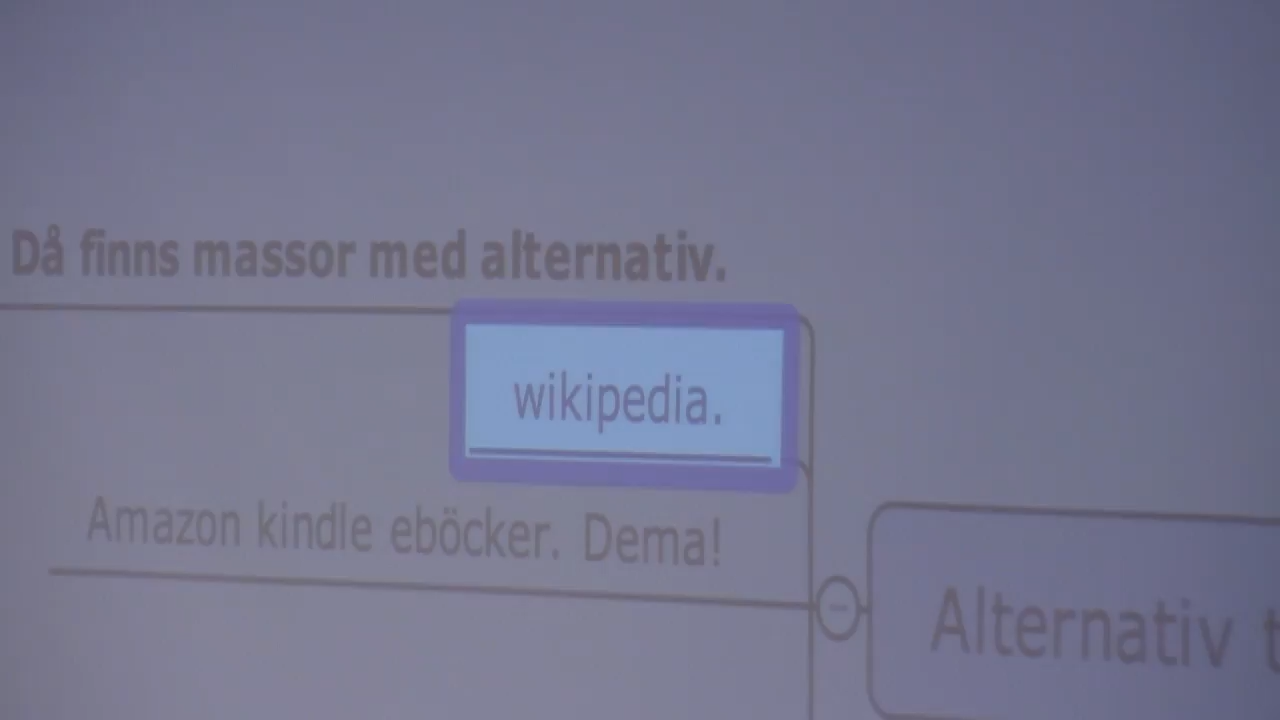 Då finns massor med alternativ.
wikipedia.
Amazon kindle eböcker. Dema!
Alternativ